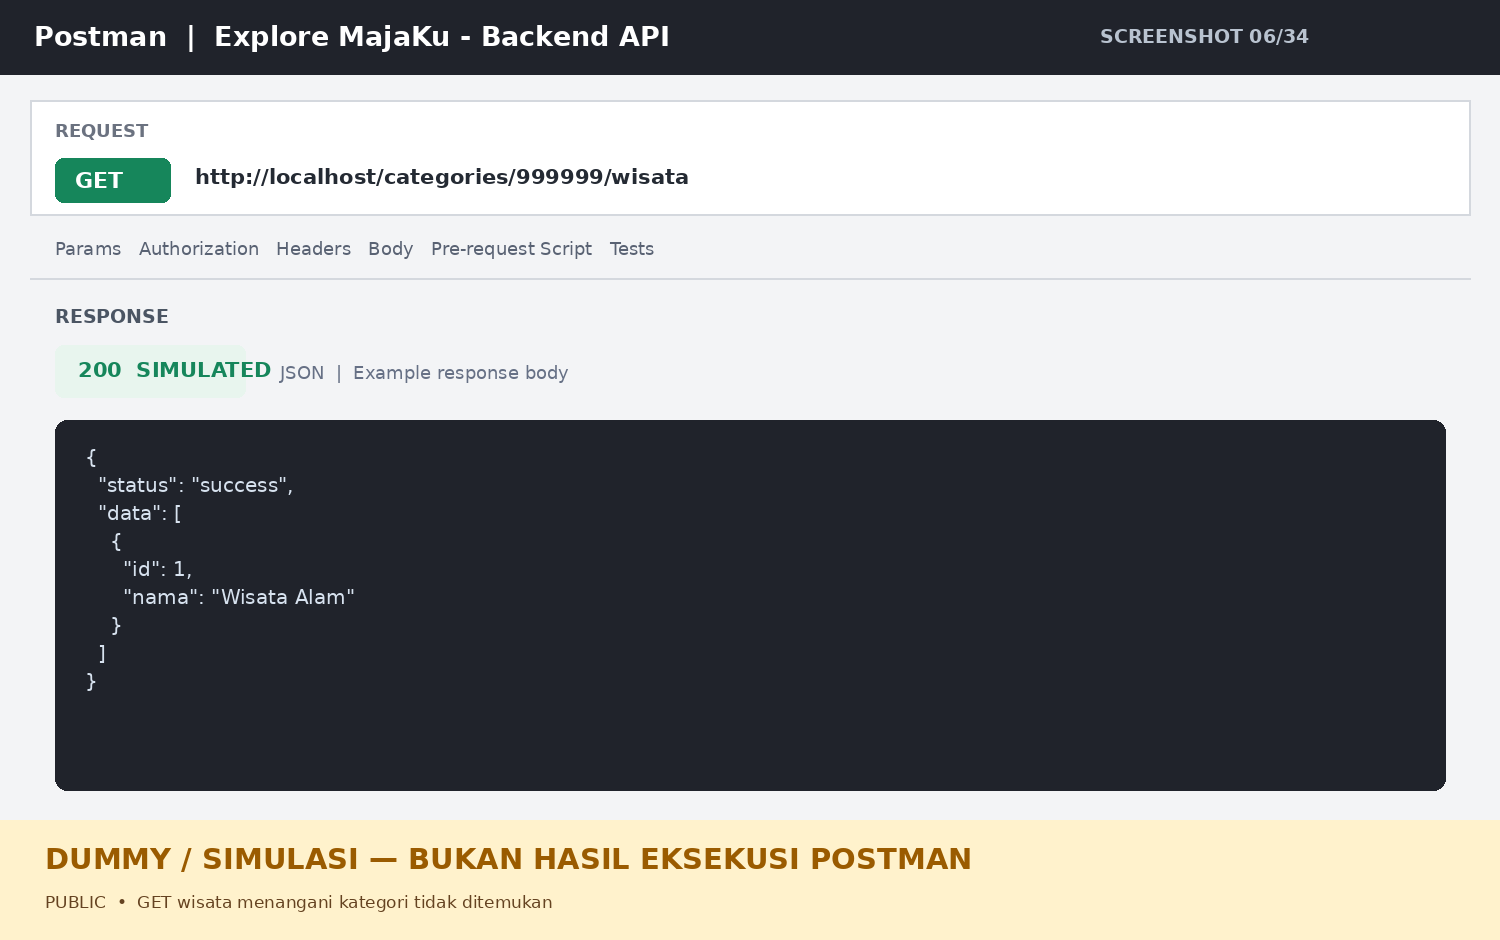 Postman | Explore MajaKu - Backend API
SCREENSHOT 06/34
REQUEST
GET http://localhost/categories/999999/wisata
Params Authorization Headers Body Pre-request Script Tests
RESPONSE
200 SIMULATED JSON | Example response body
{
"status": "success",
"data": [
{
"id": 1,
"nama": "Wisata Alam"
}
]
}
DUMMY / SIMULASI — BUKAN HASIL EKSEKUSI POSTMAN
PUBLIC • GET wisata menangani kategori tidak ditemukan